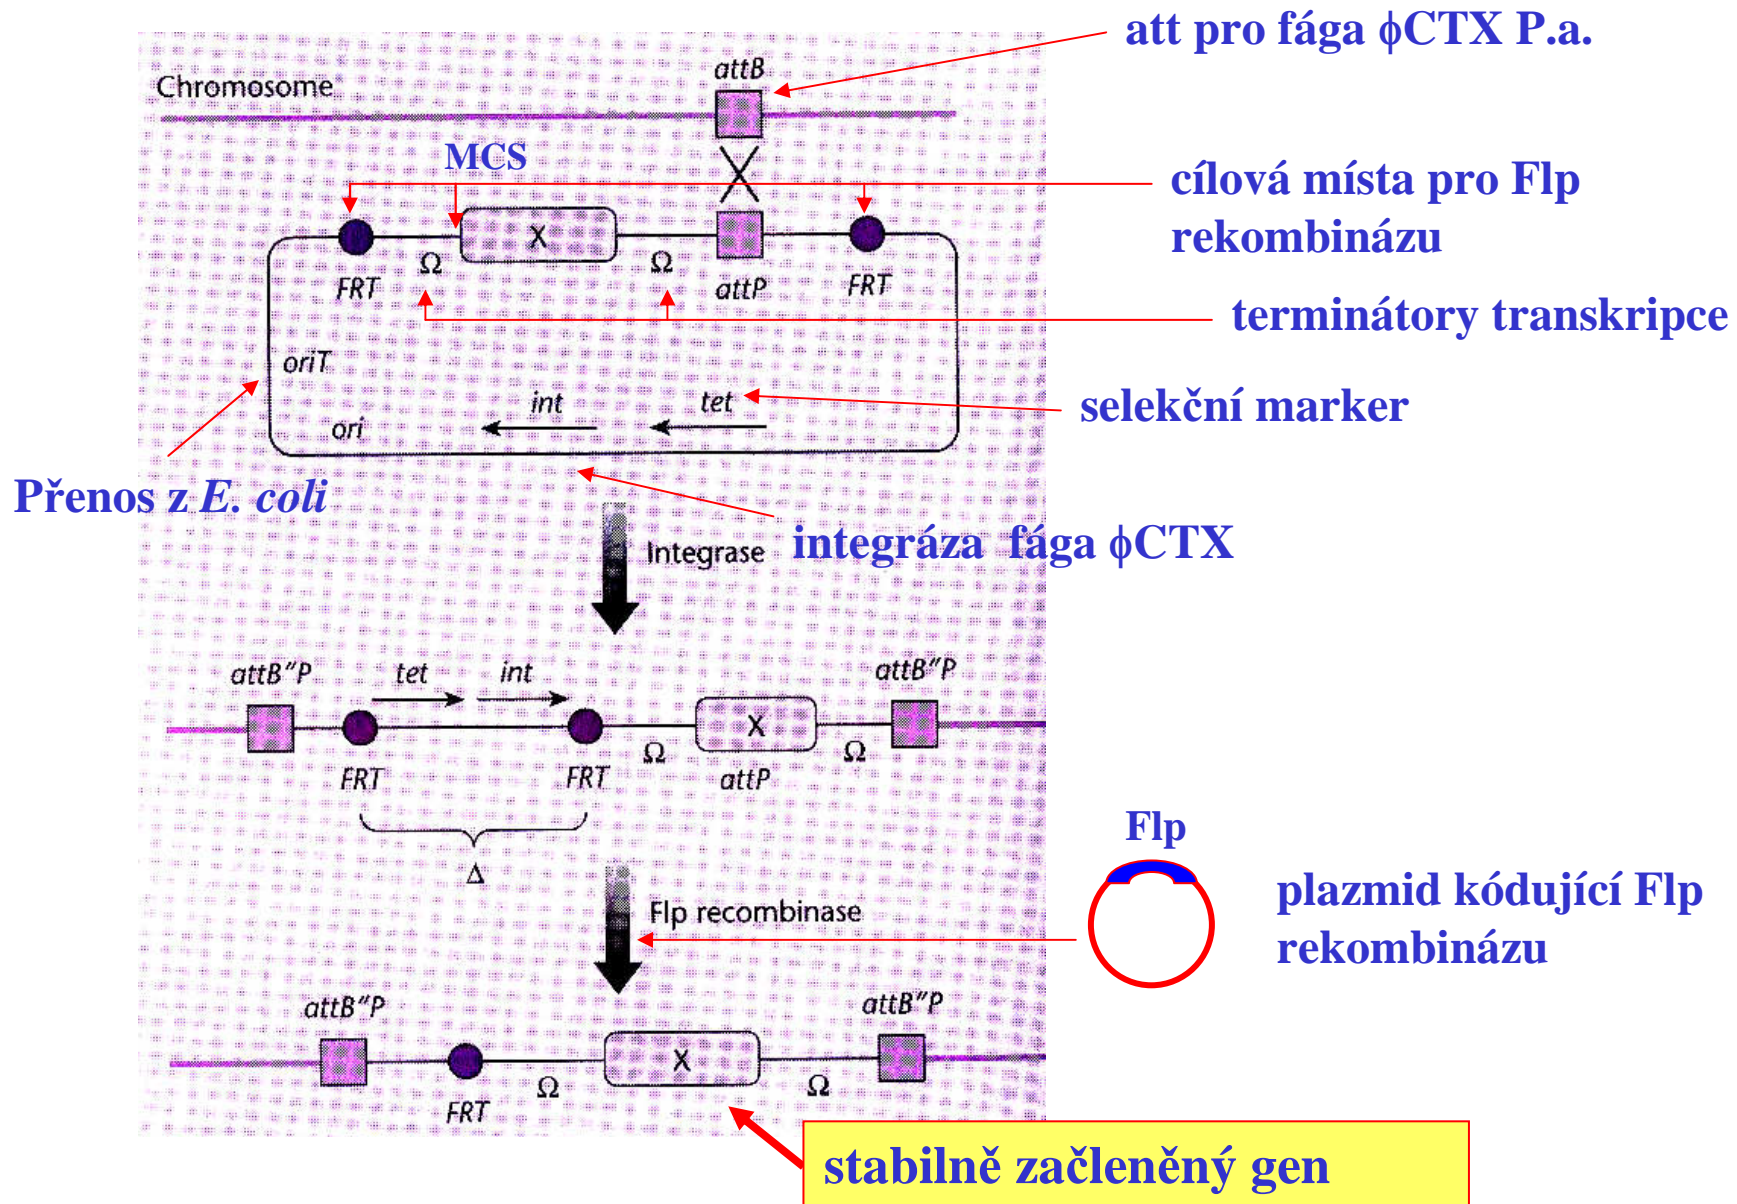 att pro fága ϕCTX P.a.
attB
Chromosome
MCS
cílová místa pro Flp
rekombinázu
X
Ω
Ω
FRT
attP
FRT
terminátory transkripce
oriT
selekční marker
int
tet
ori
Přenos z E. coli
integráza fága ϕCTX
Integrase
attB″P
tet
int
attB″P
X
Ω
Ω
FRT
FRT
attP
Δ
Flp
Flp recombinase
plazmid kódující Flp
rekombinázu
attB″P
attB″P
X
Ω
Ω
FRT
stabilně začleněný gen